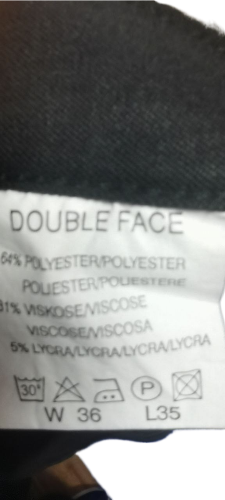 DOUBLE FACE
64% POLYESTER/POLYESTER
POLIESTER/POLIESTERE
31% VISKOSE/VISCOSE
VISCOSE/VISCOSA
5% LYCRA/LYCRA/LYCRA/LYCRA
30° P
W 36 L35